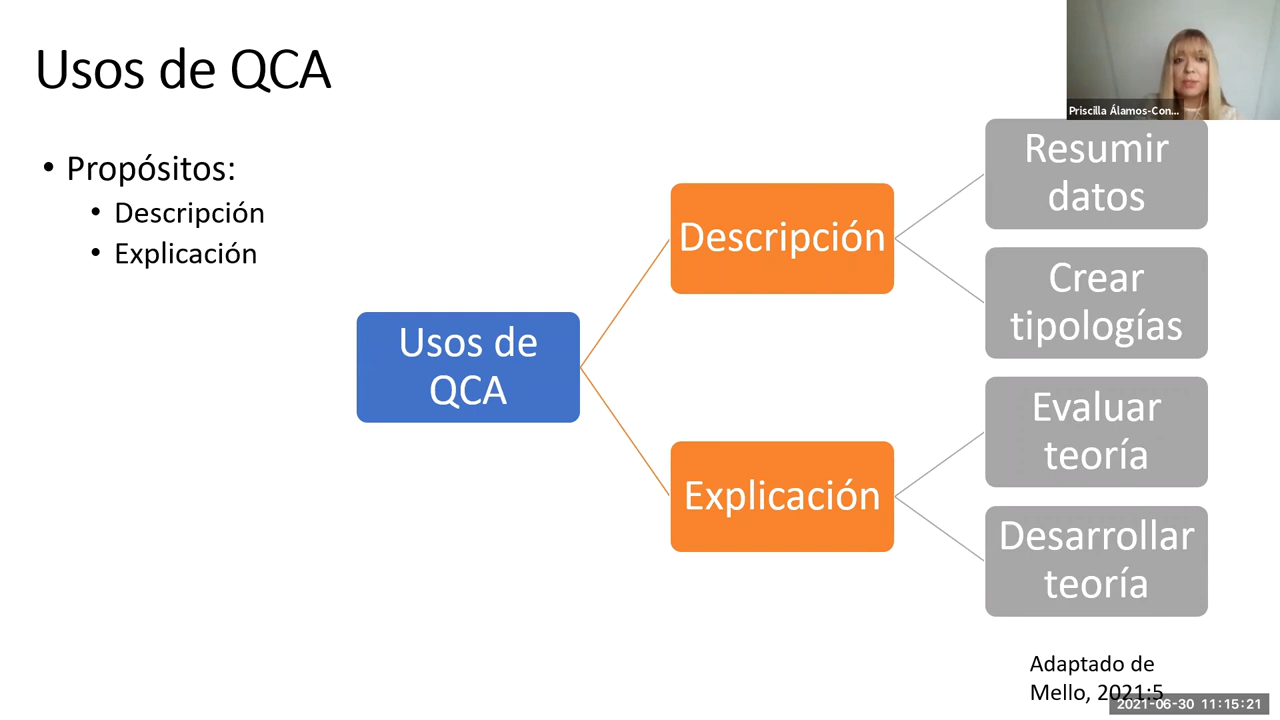 Usos de QCA
Priscilla Álamos-Con...
• Propósitos:
• Descripción
• Explicación
Usos de
QCA
Descripción
Explicación
Resumir
datos
Crear
tipologías
Evaluar
teoría
Desarrollar
teoría
Adaptado de
Mello, 2021:5
2021-06-30 11:15:21